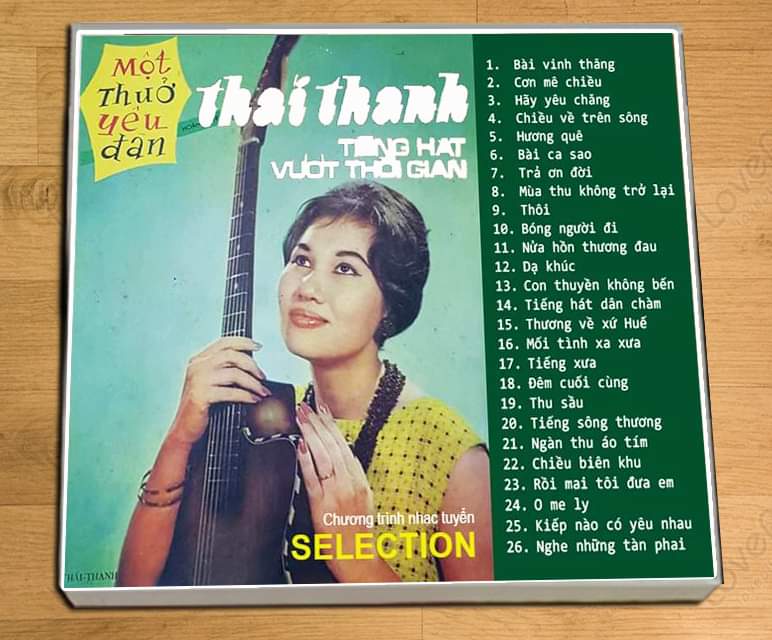 Một
Thuở
yêu
đàn
thái thanh
TIẾNG HÁT
VƯỢT THỜI GIAN
Chương trình nhạc tuyển
SELECTION
THÁI-THANH
1. Bài vinh thăng
2. Cơn mê chiều
3. Hãy yêu chăng
4. Chiều về trên sông
5. Hương quê
6. Bài ca sao
7. Trả ơn đời
8. Mùa thu không trở lại
9. Thôi
10. Bóng người đi
11. Nửa hồn thương đau
12. Dạ khúc
13. Con thuyền không bến
14. Tiếng hát dân chàm
15. Thương về xứ Huế
16. Mối tình xa xưa
17. Tiếng xưa
18. Đêm cuối cùng
19. Thu sầu
20. Tiếng sông thương
21. Ngàn thu áo tím
22. Chiều biên khu
23. Rồi mai tôi đưa em
24. O me ly
25. Kiếp nào có yêu nhau
26. Nghe những tàn phai